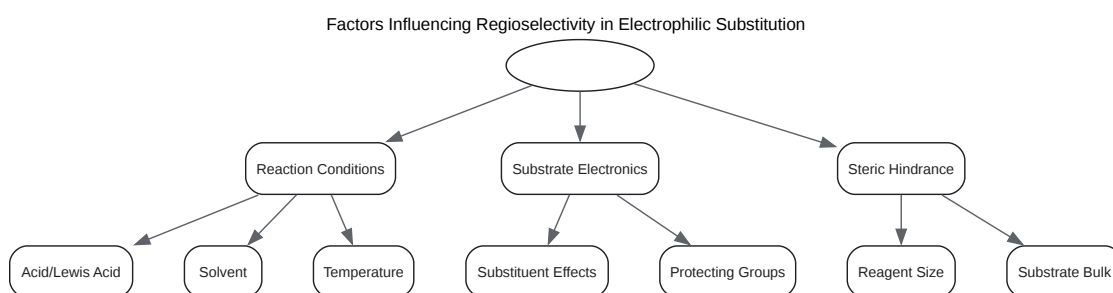 Factors Influencing Regioselectivity in Electrophilic Substitution
Reaction Conditions
Substrate Electronics
Steric Hindrance
Acid/Lewis Acid
Solvent
Temperature
Substituent Effects
Protecting Groups
Reagent Size
Substrate Bulk